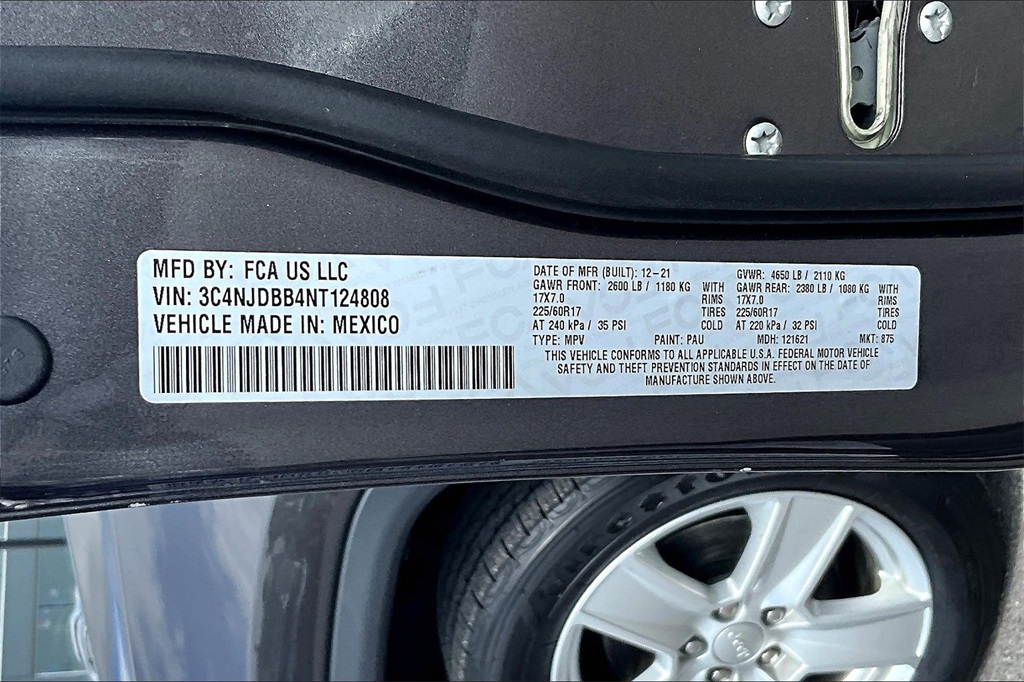 MFD BY: FCA US LLC
VIN: 3C4NJDBB4NT124808
VEHICLE MADE IN: MEXICO
DATE OF MFR (BUILT): 12-21
GAWR FRONT: 2600 LB / 1180 KG WITH
17X7.0 RIMS
225/60R17 TIRES
AT 240 kPa / 35 PSI COLD
TYPE: MPV PAINT: PAU
GVWR: 4650 LB / 2110 KG
GAWR REAR: 2380 LB / 1080 KG WITH
17X7.0 RIMS
225/60R17 TIRES
AT 220 kPa / 32 PSI COLD
MDH: 121621 MKT: 875
THIS VEHICLE CONFORMS TO ALL APPLICABLE U.S.A. FEDERAL MOTOR VEHICLE
SAFETY AND THEFT PREVENTION STANDARDS IN EFFECT ON THE DATE OF
MANUFACTURE SHOWN ABOVE.
Jeep